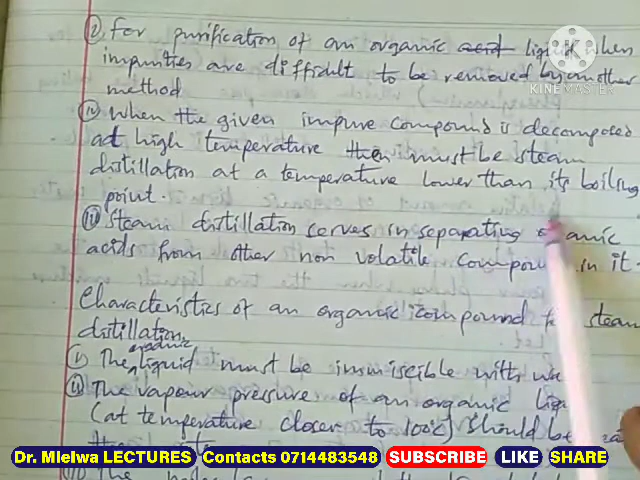 ② For purification of an organic acid liquid when
impurities are difficult to be removed by another
method
iv When the given impure compound is decomposed
at high temperature then must be steam
distillation at a temperature lower than its boiling
point.
iii Steam distillation serves in separating anic
acids from other non volatile compou in it.
Characteristics of an organic compound f steam
distillation
i The organic liquid must be immiscible with wa
ii The vapour pressure of an organic liqu
(at temperature closer to 100°C) should be
KINEMASTER
Dr. Mlelwa LECTURES Contacts 0714483548 SUBSCRIBE LIKE SHARE